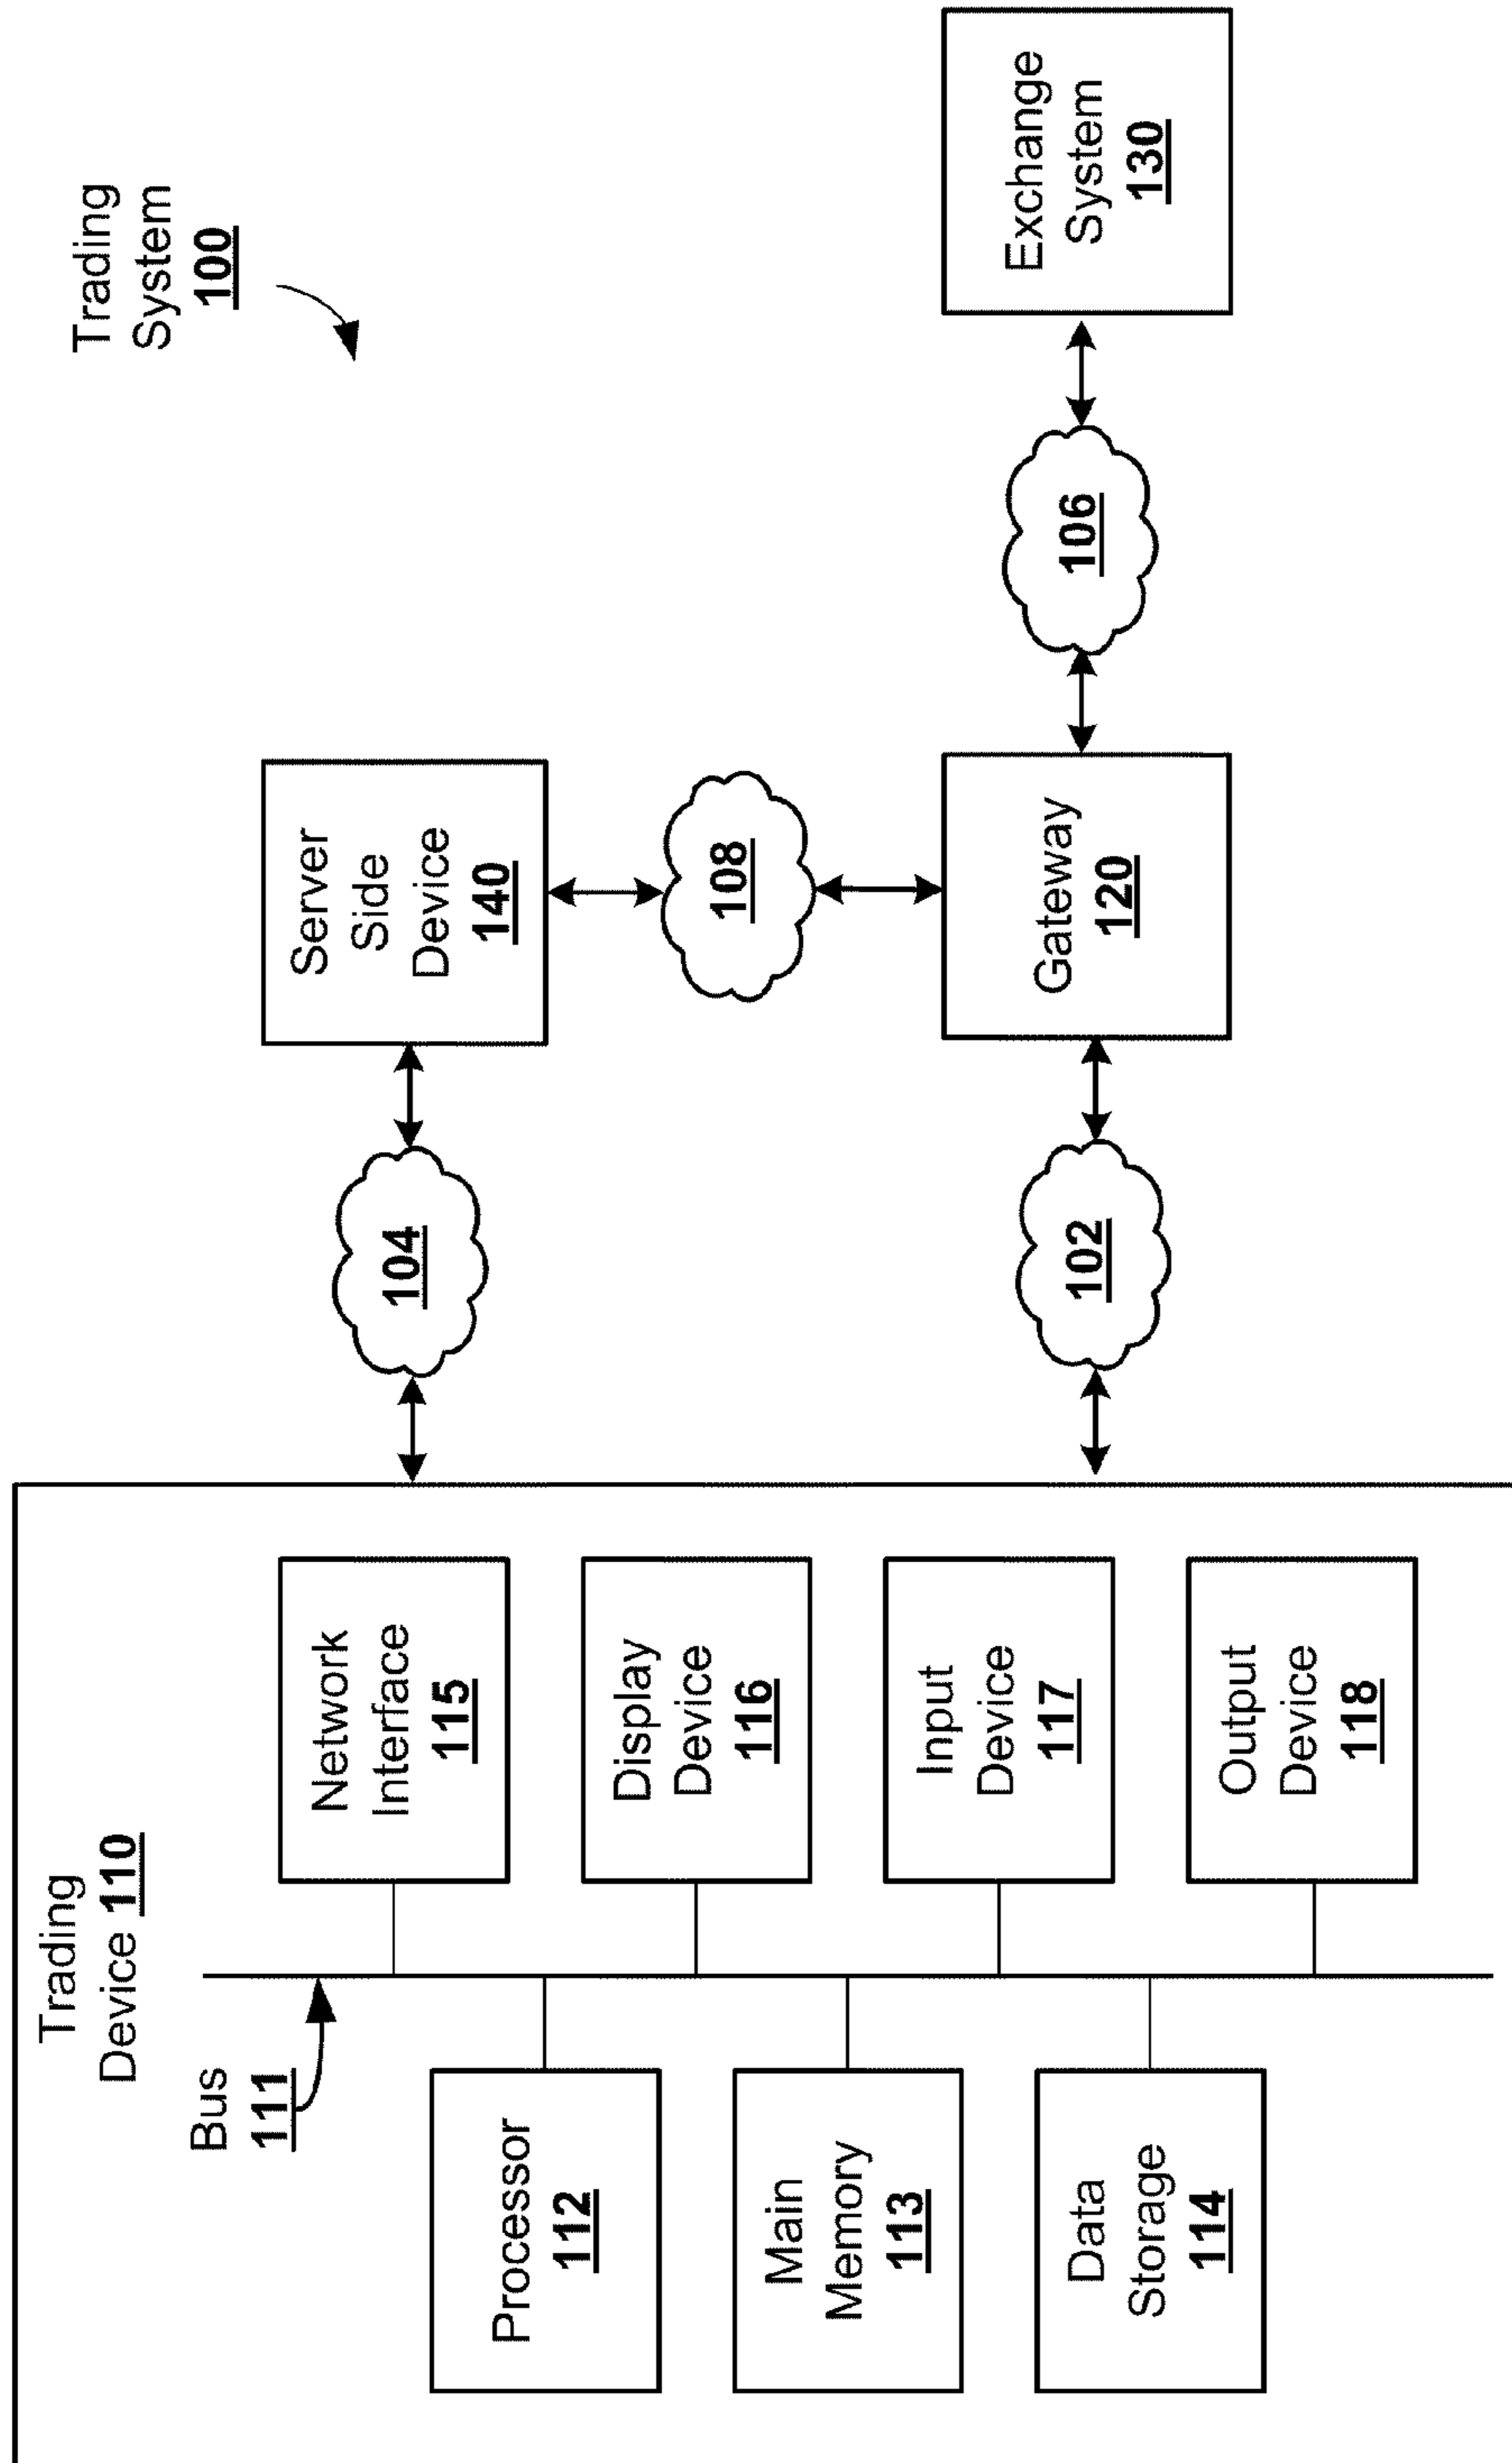 Trading
System
100
Trading
Device 110
Bus
111
Processor
112
Main
Memory
113
Data
Storage
114
Network
Interface
115
Display
Device
116
Input
Device
117
Output
Device
118
104
102
Server
Side
Device
140
108
Gateway
120
106
Exchange
System
130